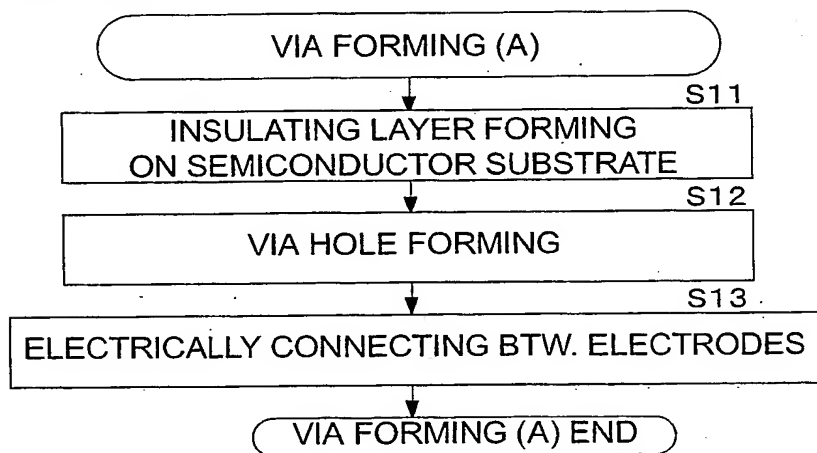 VIA FORMING (A)
S11
INSULATING LAYER FORMING
ON SEMICONDUCTOR SUBSTRATE
S12
VIA HOLE FORMING
S13
ELECTRICALLY CONNECTING BTW. ELECTRODES
VIA FORMING (A) END